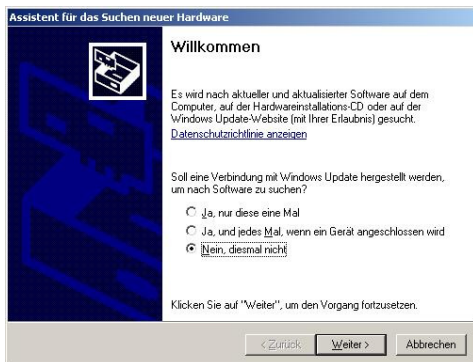 Assistent für das Suchen neuer Hardware
Willkommen
Es wird nach aktueller und aktualisierter Software auf dem
Computer, auf der Hardwareinstallations-CD oder auf der
Windows Update-Website (mit Ihrer Erlaubnis) gesucht.
Datenschutzrichtlinie anzeigen
Soll eine Verbindung mit Windows Update hergestellt werden,
um nach Software zu suchen?
Ja, nur diese eine Mal
Ja, und jedes Mal, wenn ein Gerät angeschlossen wird
Nein, diesmal nicht
Klicken Sie auf "Weiter", um den Vorgang fortzusetzen.
< Zurück Weiter > Abbrechen